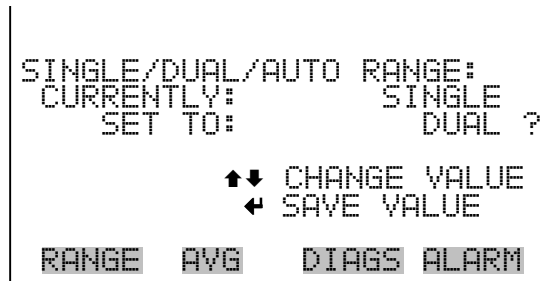 SINGLE/DUAL/AUTO RANGE:
CURRENTLY: SINGLE
SET TO: DUAL ?
⬆⬇ CHANGE VALUE
↵ SAVE VALUE
RANGE AVG DIAGS ALARM